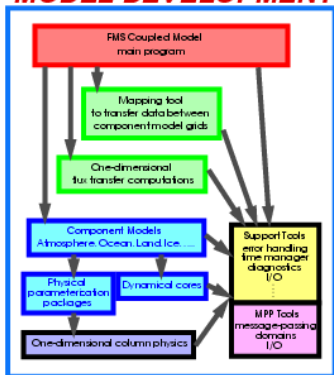 MODEL DEVELOPMENT
FMS Coupled Model
main program
Mapping tool
to transfer data between
component model grids
One-dimensional
flux transfer computations
Component Models
Atmosphere. Ocean. Land. Ice. ....
Support Tools
error handling
time manager
diagnostics
I/O
Physical
parameterization
packages
Dynamical cores
MPP Tools
message-passing
domains
I/O
One-dimensional column physics